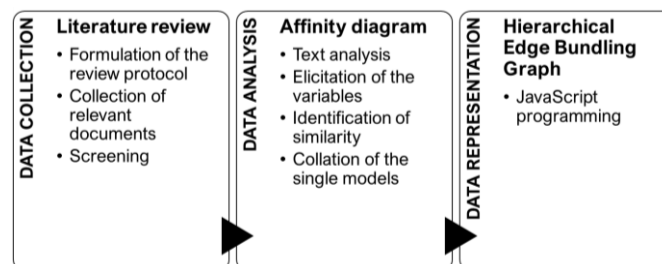 DATA COLLECTION
Literature review
• Formulation of the
review protocol
• Collection of
relevant
documents
• Screening
DATA ANALYSIS
Affinity diagram
• Text analysis
• Elicitation of the
variables
• Identification of
similarity
• Collation of the
single models
DATA REPRESENTATION
Hierarchical
Edge Bundling
Graph
• JavaScript
programming